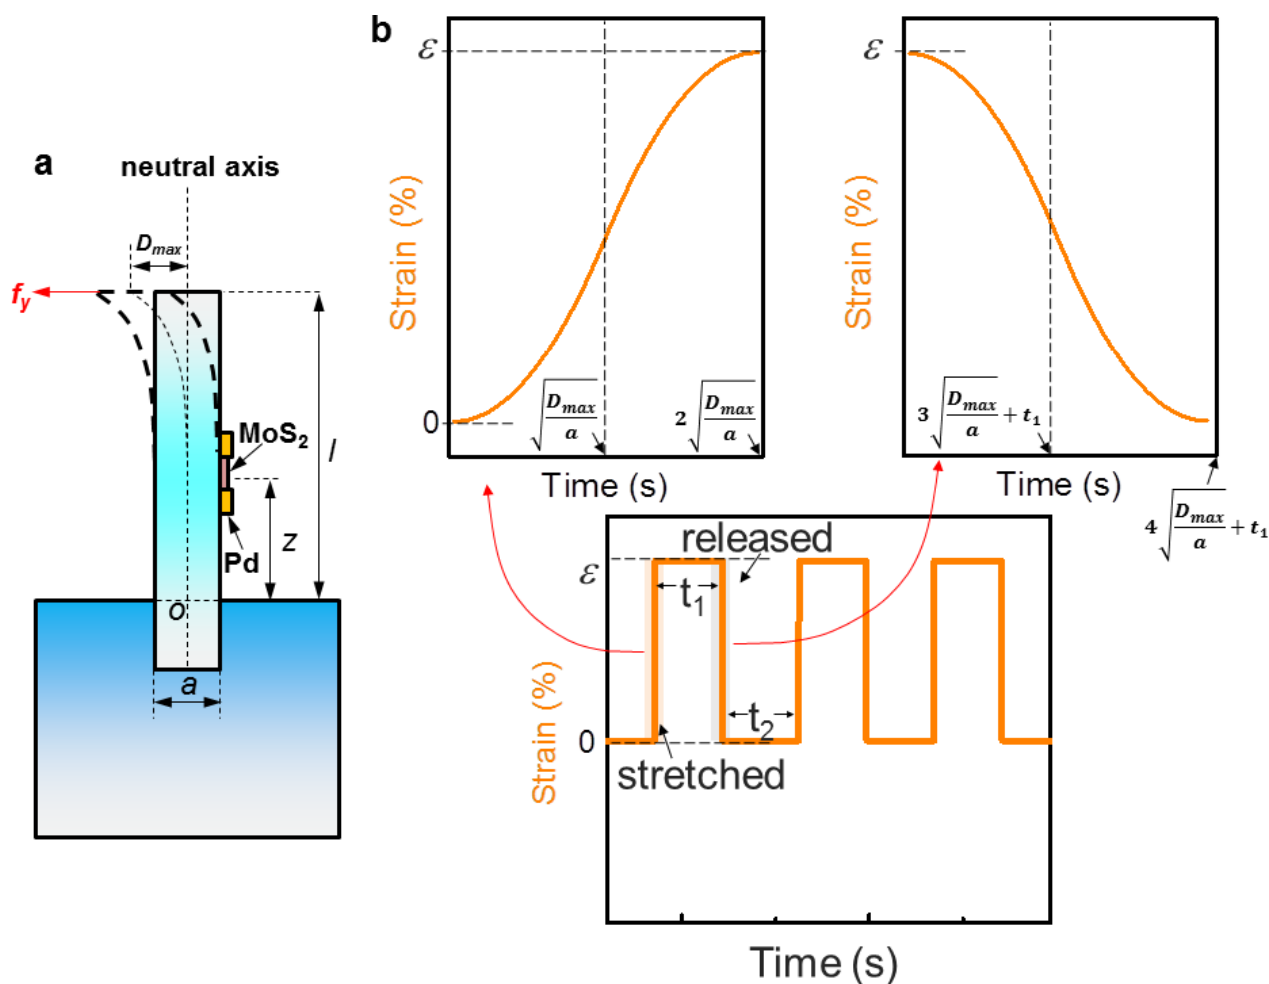 a
neutral axis
D_max
f_y
MoS₂
l
Pd
z
o
a
b
ε
Strain (%)
0
√(D_max/a)
2√(D_max/a)
Time (s)
ε
Strain (%)
3√(D_max/a) + t₁
Time (s)
4√(D_max/a) + t₁
released
ε
t₁
Strain (%)
t₂
0
stretched
Time (s)